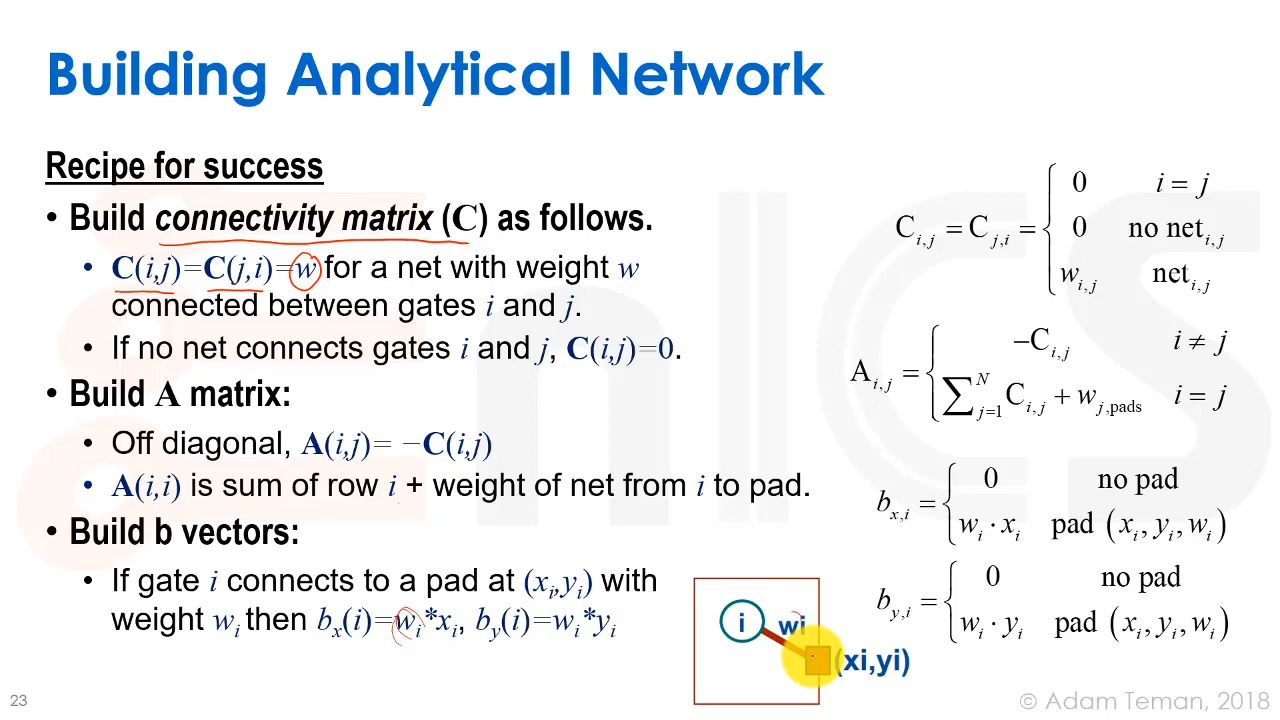 Building Analytical Network
Recipe for success
• Build connectivity matrix (C) as follows.
• C(i,j)=C(j,i)=w for a net with weight w
connected between gates i and j.
• If no net connects gates i and j, C(i,j)=0.
• Build A matrix:
• Off diagonal, A(i,j)= −C(i,j)
• A(i,i) is sum of row i + weight of net from i to pad.
• Build b vectors:
• If gate i connects to a pad at (xi,yi) with
weight wi then bx(i)=wi*xi, by(i)=wi*yi
Ci,j = Cj,i = { 0 i = j
0 no neti,j
wi,j neti,j
Ai,j = { −Ci,j i ≠ j
∑j=1N Ci,j + wj,pads i = j
bx,i = { 0 no pad
wi · xi pad (xi, yi, wi)
by,i = { 0 no pad
wi · yi pad (xi, yi, wi)
i wi
(xi,yi)
EnICS
23
© Adam Teman, 2018